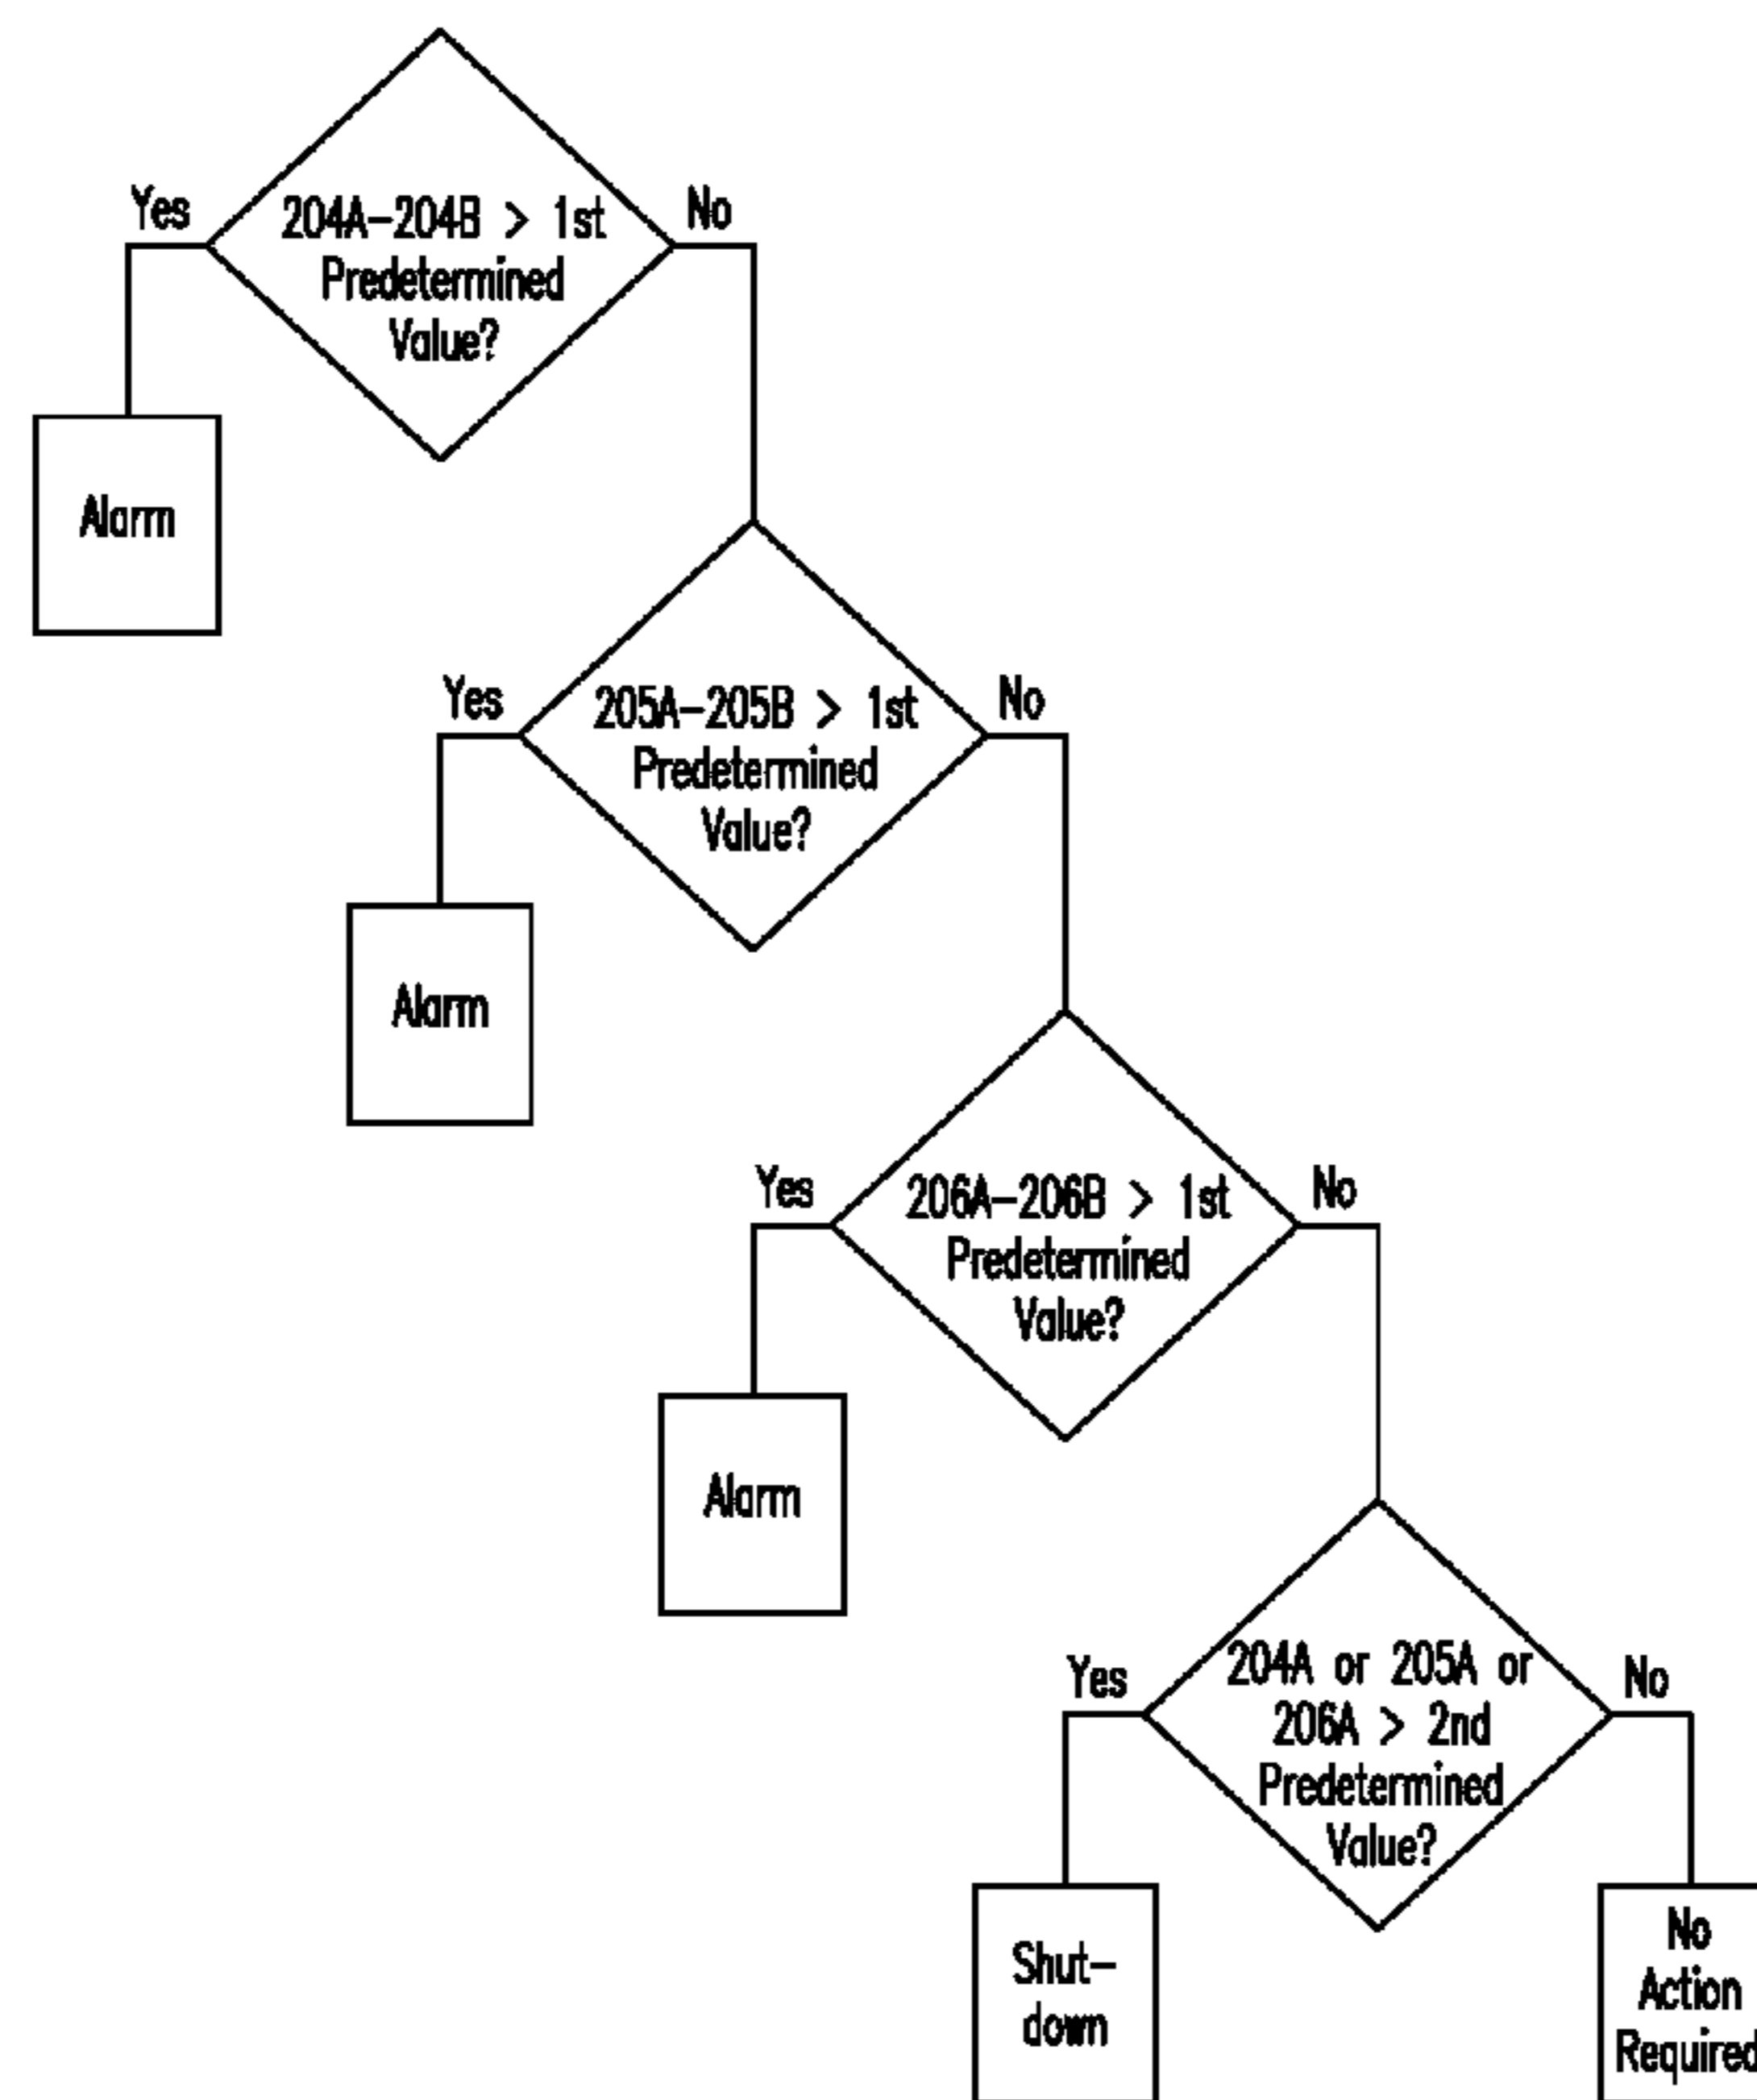 Yes
204A-204B > 1st
No
Predetermined
Value?
Alarm
Yes
205A-205B > 1st
No
Predetermined
Value?
Alarm
Yes
206A-206B > 1st
No
Predetermined
Value?
Alarm
Yes
204A or 205A or
No
206A > 2nd
Predetermined
Value?
Shut-
down
No
Action
Required